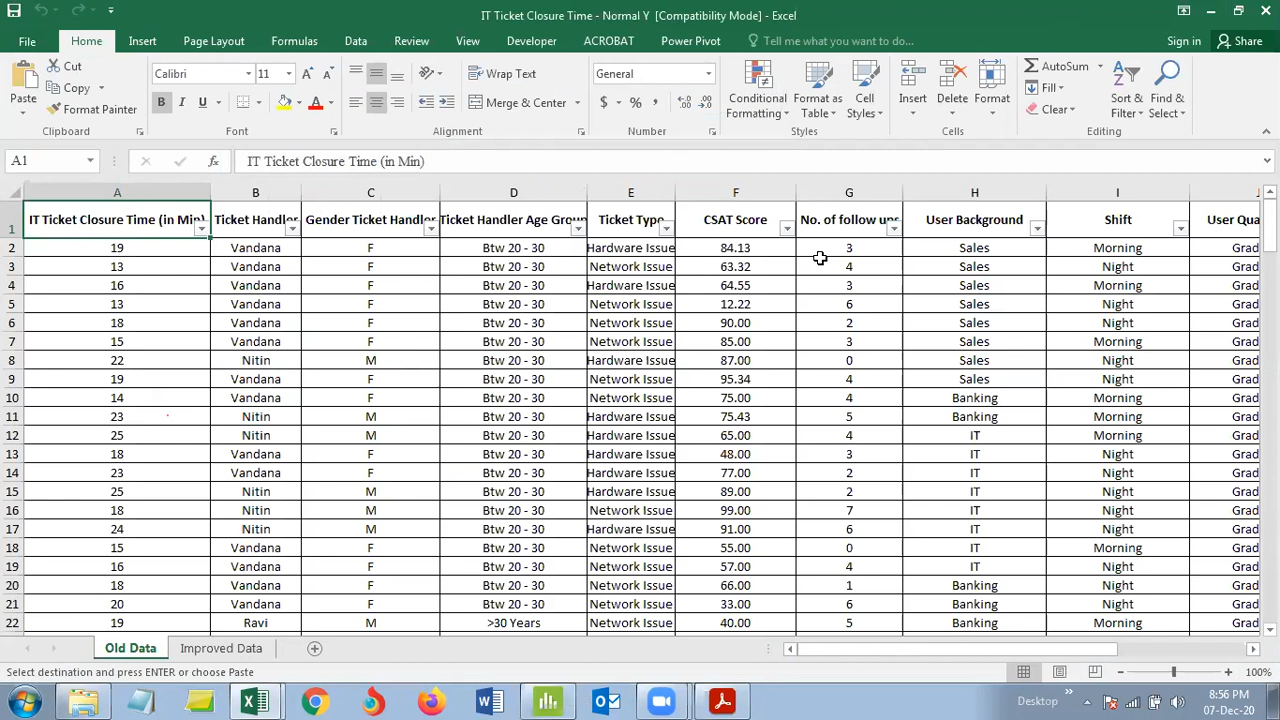 IT Ticket Closure Time - Normal Y [Compatibility Mode] - Excel
File Home Insert Page Layout Formulas Data Review View Developer ACROBAT Power Pivot Tell me what you want to do... Sign in Share
Paste Cut Copy Format Painter Clipboard
Calibri 11 B I U A A A Font
Wrap Text Merge & Center Alignment
General $ % , Number
Conditional Formatting Format as Table Cell Styles Styles
Insert Delete Format Cells
AutoSum Fill Clear Sort & Filter Find & Select Editing
A1 fx IT Ticket Closure Time (in Min)
A B C D E F G H I J
1 IT Ticket Closure Time (in Min) Ticket Handler Gender Ticket Handler Ticket Handler Age Group Ticket Type CSAT Score No. of follow ups User Background Shift User Qua
2 19 Vandana F Btw 20 - 30 Hardware Issue 84.13 3 Sales Morning Grad
3 13 Vandana F Btw 20 - 30 Network Issue 63.32 4 Sales Night Grad
4 16 Vandana F Btw 20 - 30 Hardware Issue 64.55 3 Sales Morning Grad
5 13 Vandana F Btw 20 - 30 Network Issue 12.22 6 Sales Night Grad
6 18 Vandana F Btw 20 - 30 Network Issue 90.00 2 Sales Night Grad
7 15 Vandana F Btw 20 - 30 Network Issue 85.00 3 Sales Morning Grad
8 22 Nitin M Btw 20 - 30 Hardware Issue 87.00 0 Sales Night Grad
9 19 Vandana F Btw 20 - 30 Network Issue 95.34 4 Sales Night Grad
10 14 Vandana F Btw 20 - 30 Network Issue 75.00 4 Banking Morning Grad
11 23 Nitin M Btw 20 - 30 Hardware Issue 75.43 5 Banking Morning Grad
12 25 Nitin M Btw 20 - 30 Hardware Issue 65.00 4 IT Morning Grad
13 18 Vandana F Btw 20 - 30 Hardware Issue 48.00 3 IT Night Grad
14 23 Vandana F Btw 20 - 30 Hardware Issue 77.00 2 IT Night Grad
15 25 Nitin M Btw 20 - 30 Hardware Issue 89.00 2 IT Night Grad
16 18 Nitin M Btw 20 - 30 Network Issue 99.00 7 IT Night Grad
17 24 Nitin M Btw 20 - 30 Hardware Issue 91.00 6 IT Night Grad
18 15 Vandana F Btw 20 - 30 Network Issue 55.00 0 IT Morning Grad
19 16 Vandana F Btw 20 - 30 Network Issue 57.00 4 IT Night Grad
20 18 Vandana F Btw 20 - 30 Network Issue 66.00 1 Banking Night Grad
21 20 Vandana F Btw 20 - 30 Network Issue 33.00 6 Banking Night Grad
22 19 Ravi M >30 Years Network Issue 40.00 5 Banking Morning Grad
Old Data Improved Data
Select destination and press ENTER or choose Paste 100%
Desktop 8:56 PM
07-Dec-20